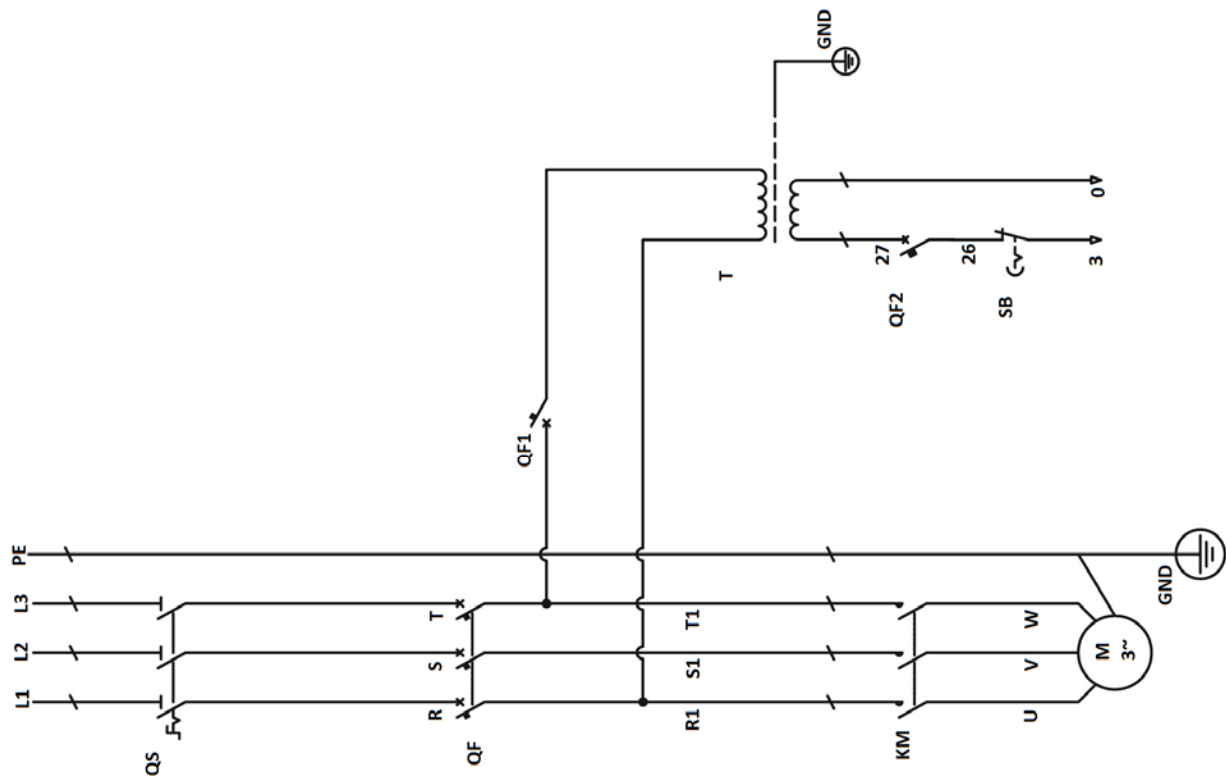 L1 L2 L3 PE
QS
R S T
QF
QF1
R1 S1 T1
T
GND
27
QF2
KM
26
SB
U V W
3 0
M
3~
GND